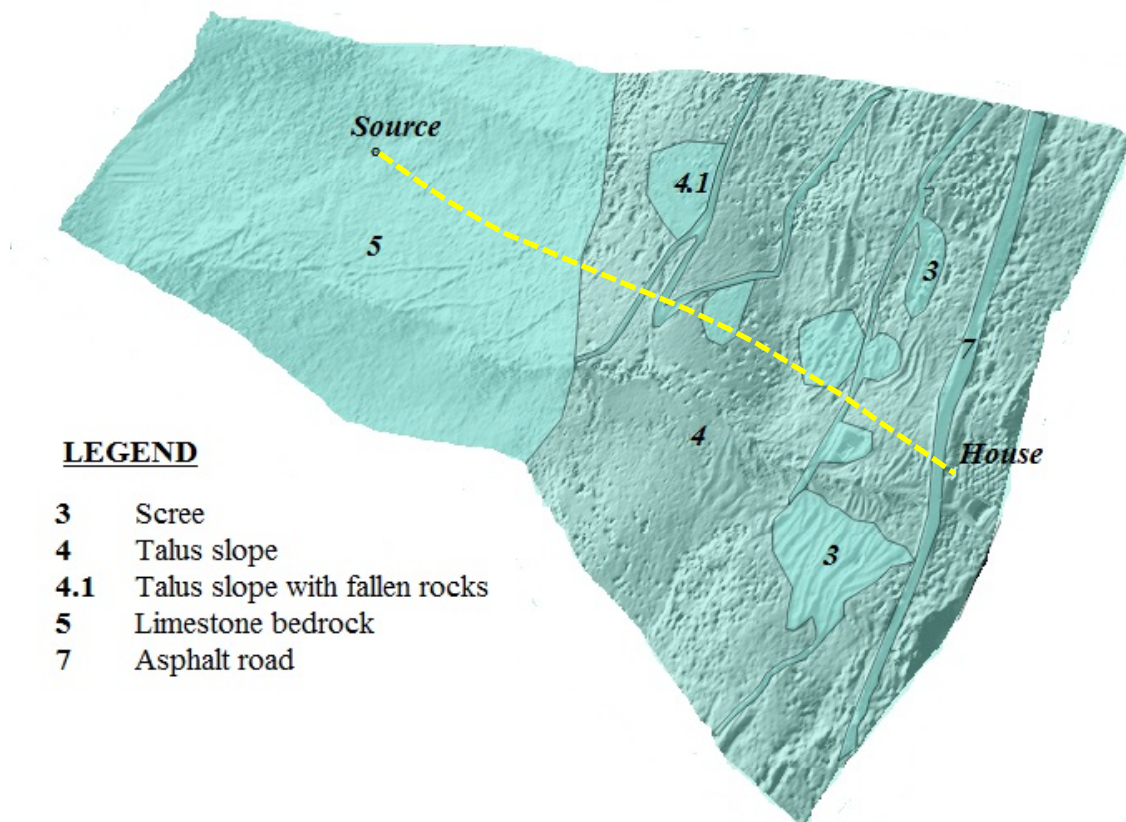 Source
4.1
5
3
7
4
House
3
LEGEND
3 Scree
4 Talus slope
4.1 Talus slope with fallen rocks
5 Limestone bedrock
7 Asphalt road